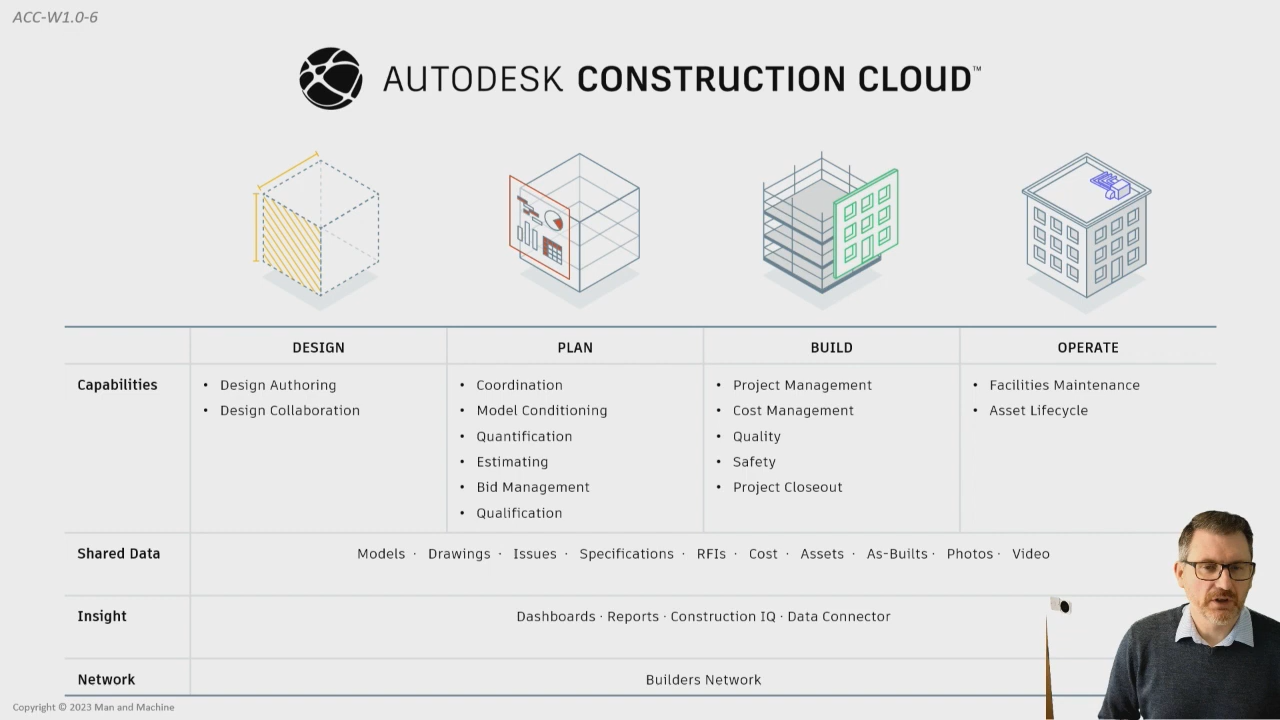 ACC-W1.0-6
AUTODESK CONSTRUCTION CLOUD™
DESIGN PLAN BUILD OPERATE
Capabilities
• Design Authoring
• Design Collaboration
• Coordination
• Model Conditioning
• Quantification
• Estimating
• Bid Management
• Qualification
• Project Management
• Cost Management
• Quality
• Safety
• Project Closeout
• Facilities Maintenance
• Asset Lifecycle
Shared Data Models · Drawings · Issues · Specifications · RFIs · Cost · Assets · As-Builts · Photos · Video
Insight Dashboards · Reports · Construction IQ · Data Connector
Network Builders Network
Copyright © 2023 Man and Machine